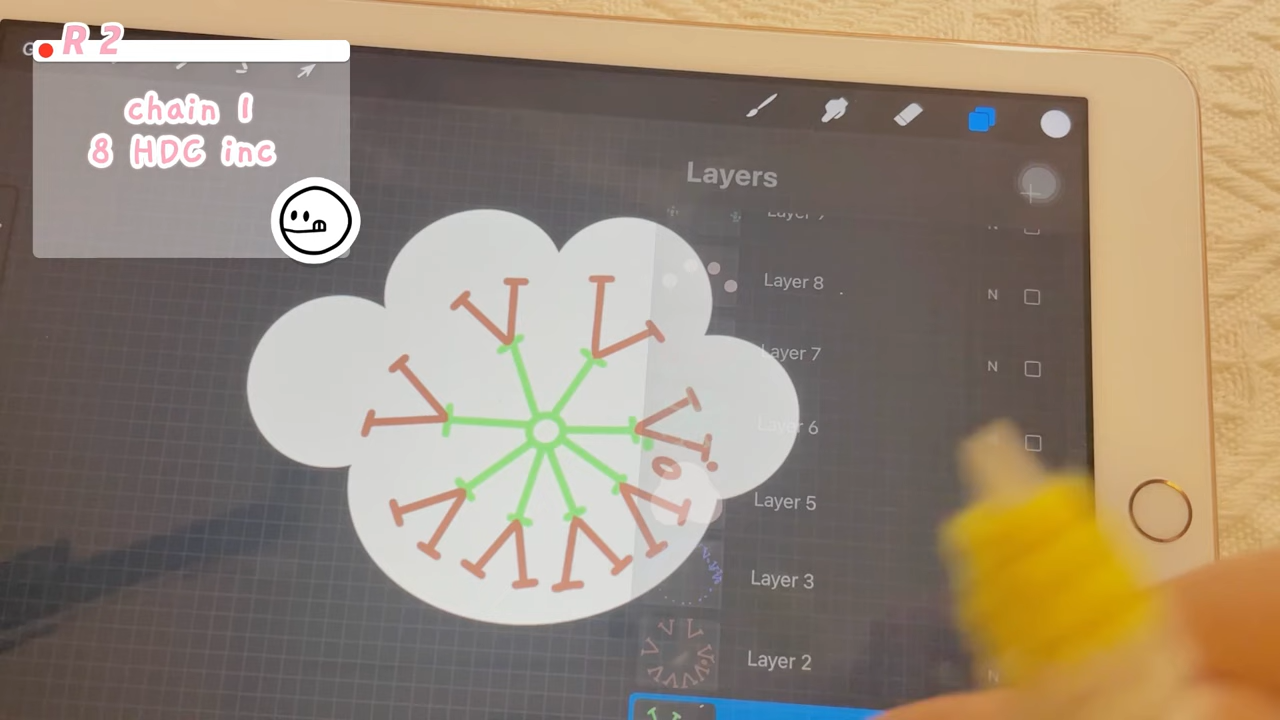 R 2
chain 1
8 HDC inc
Layers
Layer 8
N
Layer 7
N
Layer 6
Layer 5
Layer 3
Layer 2
N